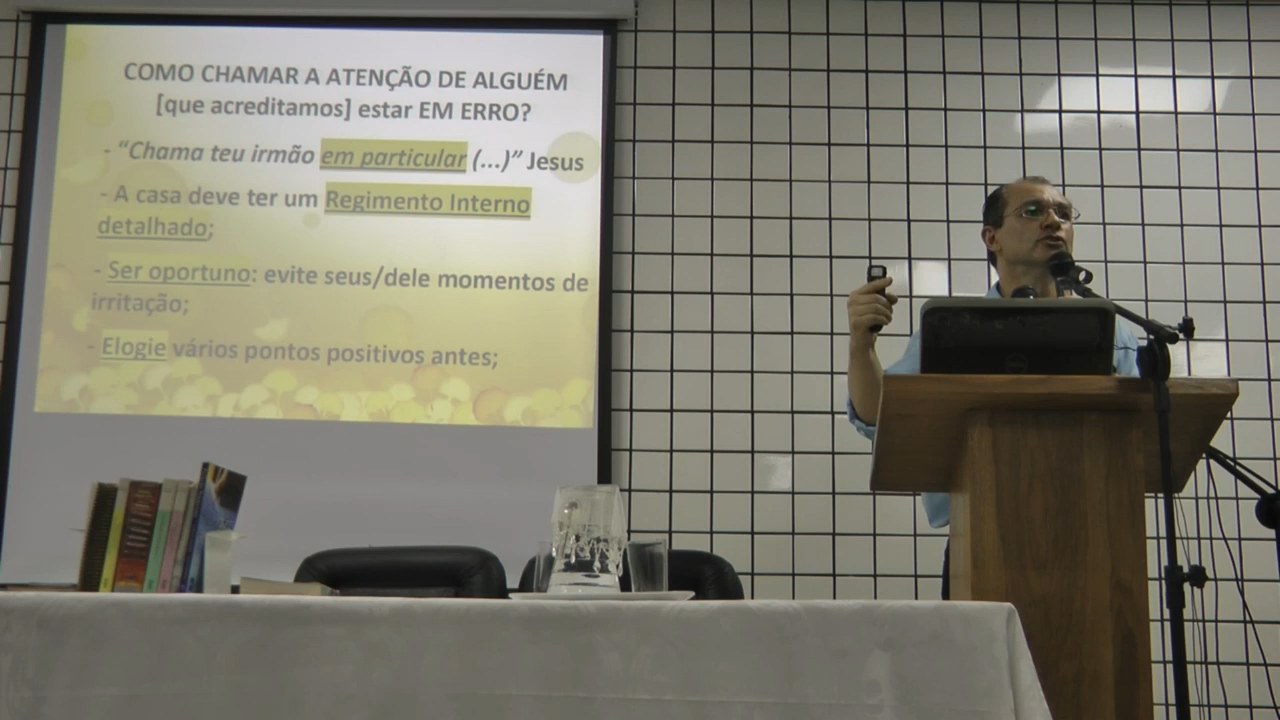 COMO CHAMAR A ATENÇÃO DE ALGUÉM
[que acreditamos] estar EM ERRO?
- “Chama teu irmão em particular (...)” Jesus
- A casa deve ter um Regimento Interno
detalhado;
- Ser oportuno: evite seus/dele momentos de
irritação;
- Elogie vários pontos positivos antes;